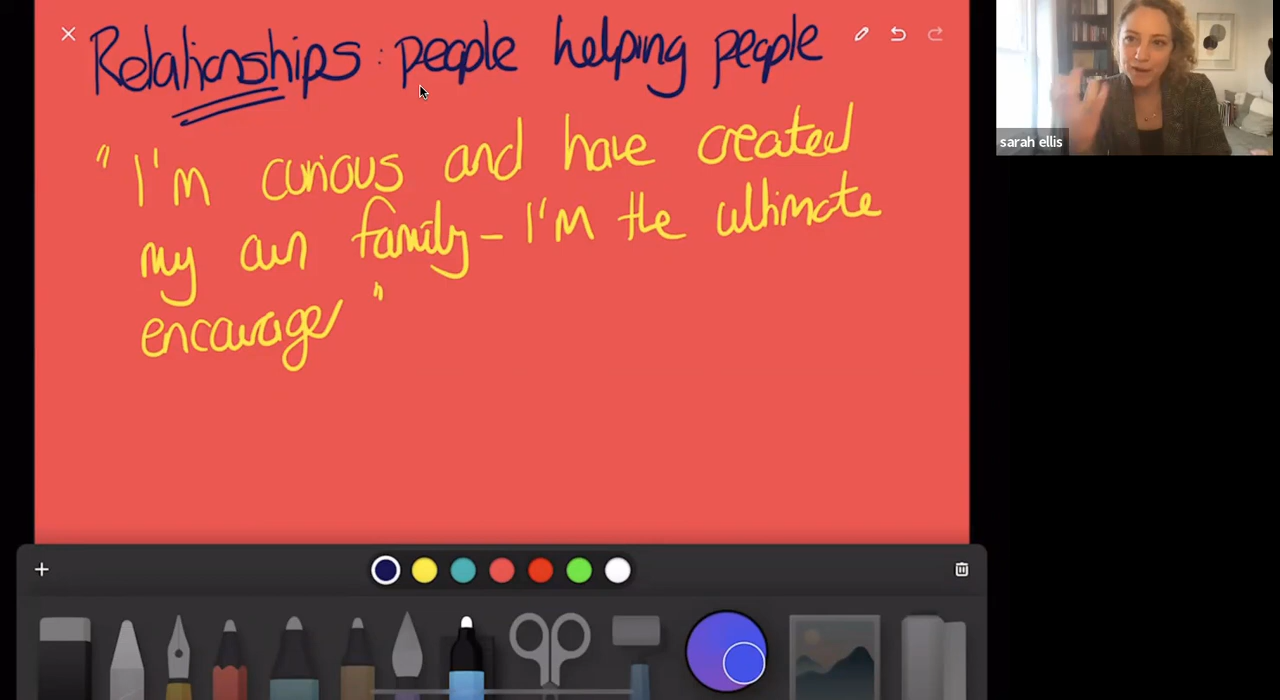 Relationships : people helping people
"I'm curious and have created
my own family - I'm the ultimate
encourager"
sarah ellis